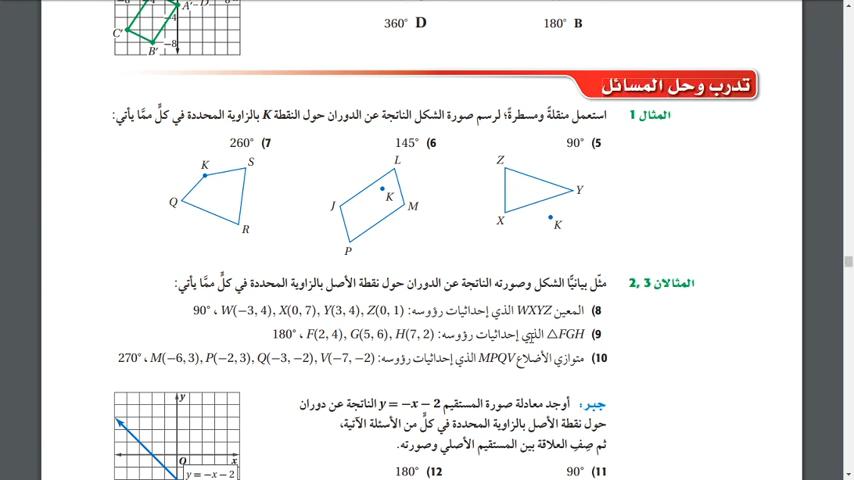 A'
−4
C'
−8
B'
360° D
180° B
تدرب وحل المسائل
المثال 1
استعمل منقلةً ومسطرةً؛ لرسم صورة الشكل الناتجة عن الدوران حول النقطة K بالزاوية المحددة في كلٍّ ممَّا يأتي:
90° (5
145° (6
260° (7
Z
Y
X
K
L
K
M
J
P
K
S
Q
R
المثالان 2, 3
مثّل بيانيًّا الشكل وصورته الناتجة عن الدوران حول نقطة الأصل بالزاوية المحددة في كلٍّ ممَّا يأتي:
8) المعين WXYZ الذي إحداثيات رؤوسه: W(−3, 4), X(0, 7), Y(3, 4), Z(0, 1) ، 90°
9) △FGH الذي إحداثيات رؤوسه: F(2, 4), G(5, 6), H(7, 2) ، 180°
10) متوازي الأضلاع MPQV الذي إحداثيات رؤوسه: M(−6, 3), P(−2, 3), Q(−3, −2), V(−7, −2) ، 270°
جبر: أوجد معادلة صورة المستقيم y = −x − 2 الناتجة عن دوران
حول نقطة الأصل بالزاوية المحددة في كلٍّ من الأسئلة الآتية،
ثم صِفِ العلاقة بين المستقيم الأصلي وصورته.
90° (11
180° (12
y
O
x
y = −x − 2